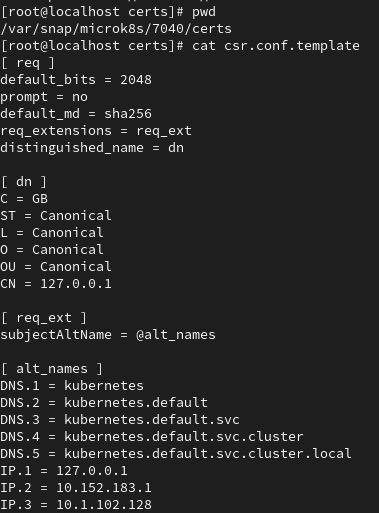 [root@localhost certs]# pwd
/var/snap/microk8s/7040/certs
[root@localhost certs]# cat csr.conf.template
[ req ]
default_bits = 2048
prompt = no
default_md = sha256
req_extensions = req_ext
distinguished_name = dn

[ dn ]
C = GB
ST = Canonical
L = Canonical
O = Canonical
OU = Canonical
CN = 127.0.0.1

[ req_ext ]
subjectAltName = @alt_names

[ alt_names ]
DNS.1 = kubernetes
DNS.2 = kubernetes.default
DNS.3 = kubernetes.default.svc
DNS.4 = kubernetes.default.svc.cluster
DNS.5 = kubernetes.default.svc.cluster.local
IP.1 = 127.0.0.1
IP.2 = 10.152.183.1
IP.3 = 10.1.102.128